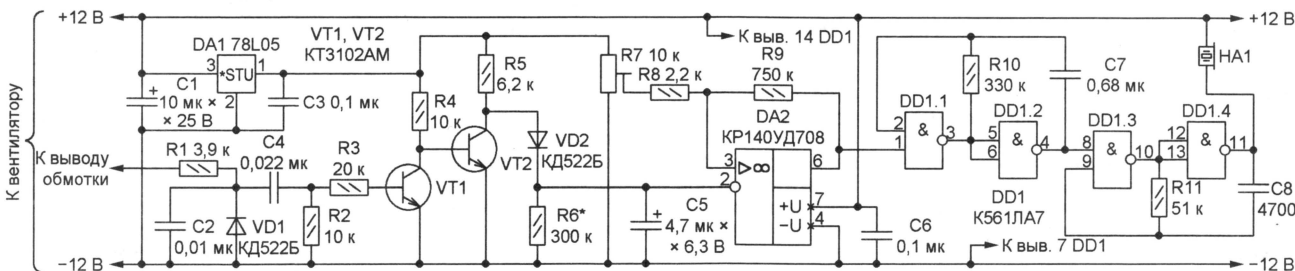 К вентилятору
+12 В
DA1 78L05
3
*STU
1
2
C1
+
10 мк ×
× 25 В
C3 0,1 мк
VT1, VT2
КТ3102АМ
C4
0,022 мк
К выводу
обмотки
R1 3,9 к
C2
0,01 мк
VD1
КД522Б
R2
10 к
R3
20 к
R4
10 к
VT1
R5
6,2 к
VT2
VD2
КД522Б
R6*
300 к
R7 10 к
К выв. 14 DD1
R8 2,2 к
R9
750 к
C5
+
4,7 мк ×
× 6,3 В
DA2
КР140УД708
3
2
▷∞
6
+U
7
−U
4
C6
0,1 мк
DD1.1
2
1
&
3
R10
330 к
DD1.2
5
6
&
4
DD1
К561ЛА7
C7
0,68 мк
DD1.3
8
9
&
10
R11
51 к
HA1
DD1.4
12
13
&
11
C8
4700
К выв. 7 DD1
−12 В
+12 В
−12 В